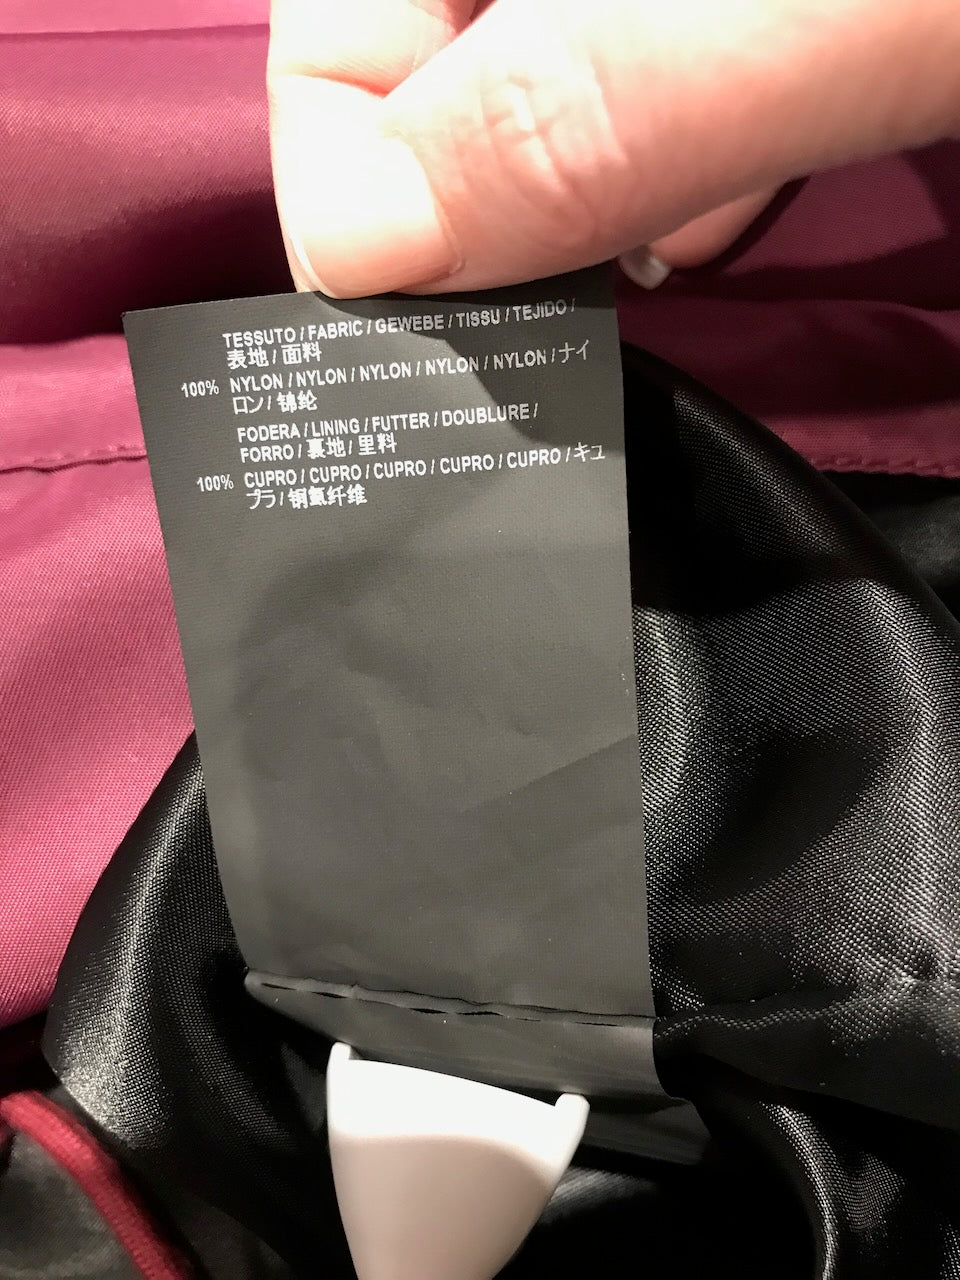 TESSUTO / FABRIC / GEWEBE / TISSU / TEJIDO /
表地 / 面料
100% NYLON / NYLON / NYLON / NYLON / NYLON / ナイ
ロン / 锦纶
FODERA / LINING / FUTTER / DOUBLURE /
FORRO / 裏地 / 里料
100% CUPRO / CUPRO / CUPRO / CUPRO / CUPRO / キュ
プラ / 铜氨纤维